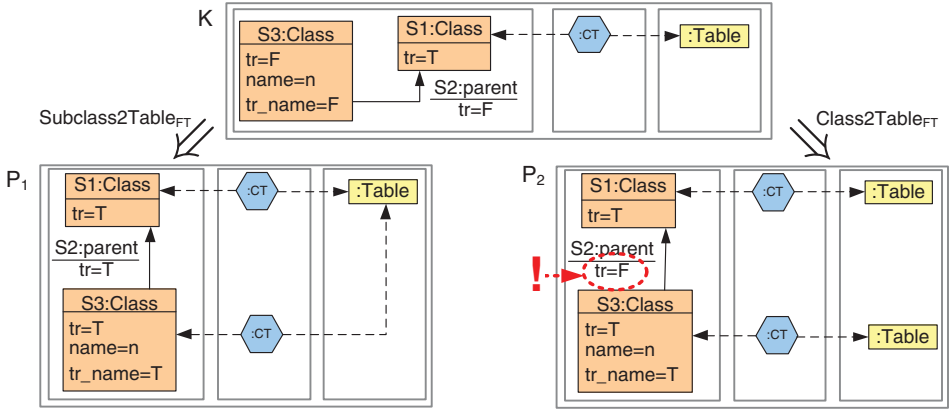 K
S3:Class
tr=F
name=n
tr_name=F
S1:Class
tr=T
S2:parent
tr=F
:CT
:Table
Subclass2TableFT
Class2TableFT
P1
S1:Class
tr=T
:CT
:Table
S2:parent
tr=T
S3:Class
tr=T
name=n
tr_name=T
:CT
P2
S1:Class
tr=T
:CT
:Table
S2:parent
tr=F
!
S3:Class
tr=T
name=n
tr_name=T
:CT
:Table